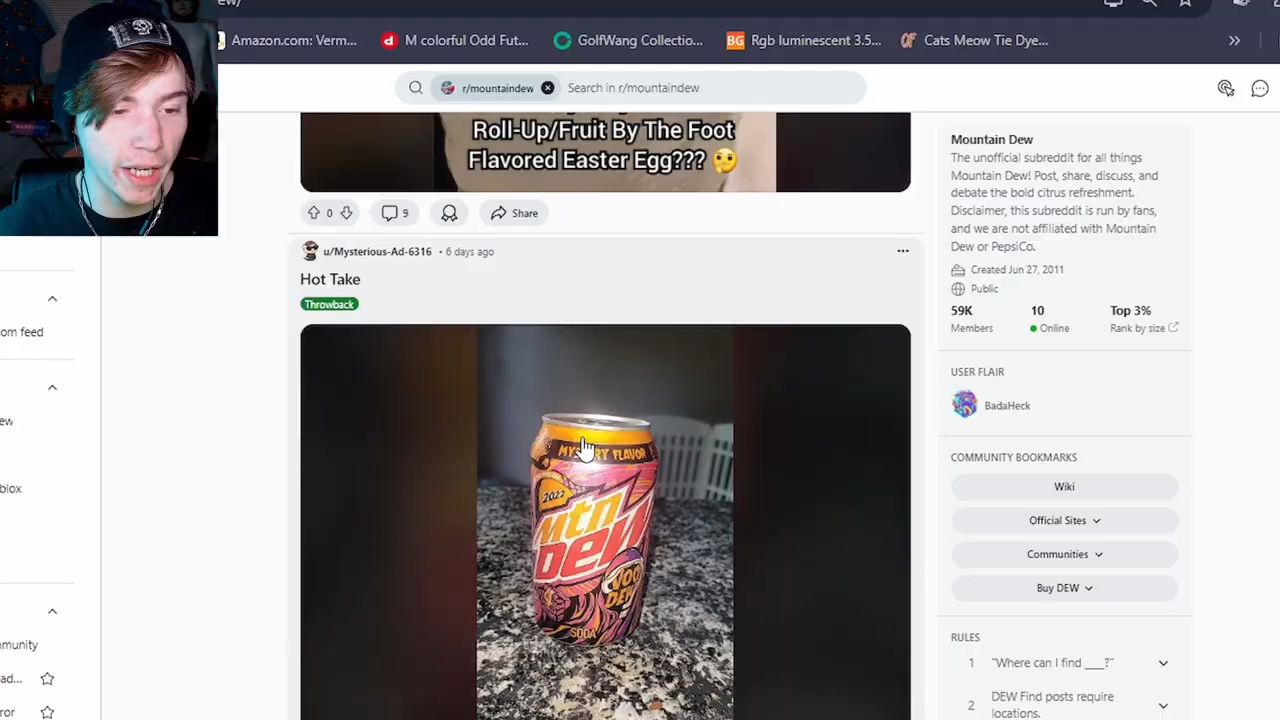 ew/
Amazon.com: Verm...
M colorful Odd Fut...
GolfWang Collectio...
BG
Rgb luminescent 3.5...
Cats Meow Tie Dye...
r/mountaindew
Search in r/mountaindew
Roll-Up/Fruit By The Foot
Flavored Easter Egg??? 🤔
0
9
Share
u/Mysterious-Ad-6316 • 6 days ago
Hot Take
Throwback
MYSTERY FLAVOR
2022
mtn
DEW
VOO
DEW
SODA
om feed
ew
blox
mmunity
ad...
ror
Mountain Dew
The unofficial subreddit for all things
Mountain Dew! Post, share, discuss, and
debate the bold citrus refreshment.
Disclaimer, this subreddit is run by fans,
and we are not affiliated with Mountain
Dew or PepsiCo.
Created Jun 27, 2011
Public
59K
10
Top 3%
Members
Online
Rank by size
USER FLAIR
BadaHeck
COMMUNITY BOOKMARKS
Wiki
Official Sites
Communities
Buy DEW
RULES
1 "Where can I find ___?"
2 DEW Find posts require
locations.